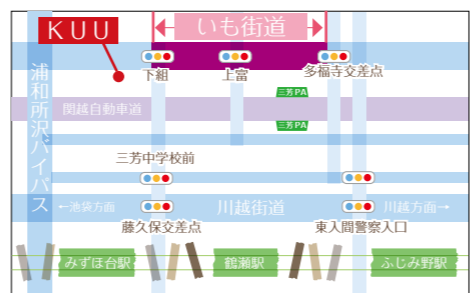 KUU
いも街道
下組
上富
多福寺交差点
浦和所沢バイパス
三芳PA
関越自動車道
三芳PA
三芳中学校前
←池袋方面
川越街道
川越方面→
藤久保交差点
東入間警察入口
みずほ台駅
鶴瀬駅
ふじみ野駅